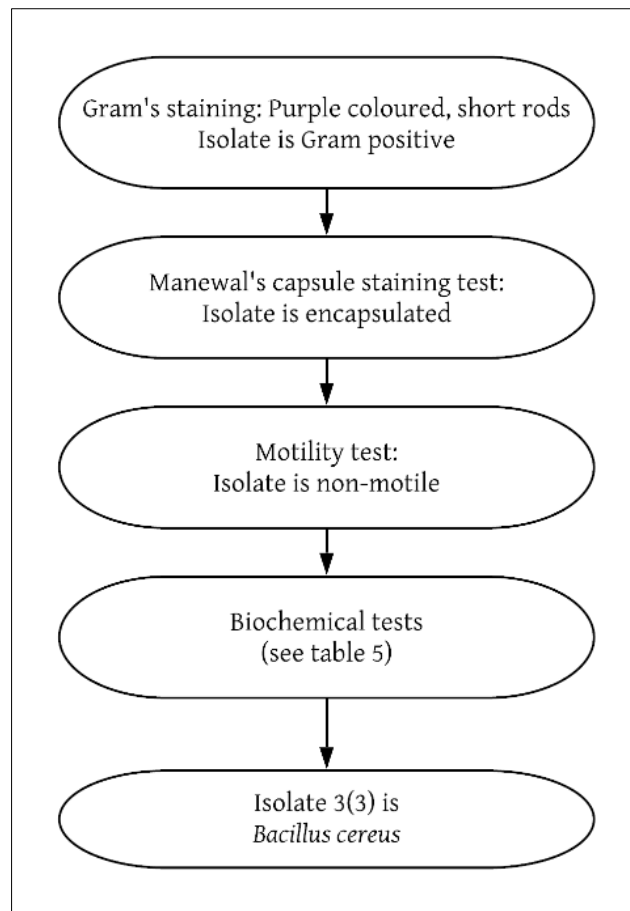 Gram's staining: Purple coloured, short rods
Isolate is Gram positive
Manewal's capsule staining test:
Isolate is encapsulated
Motility test:
Isolate is non-motile
Biochemical tests
(see table 5)
Isolate 3(3) is
Bacillus cereus